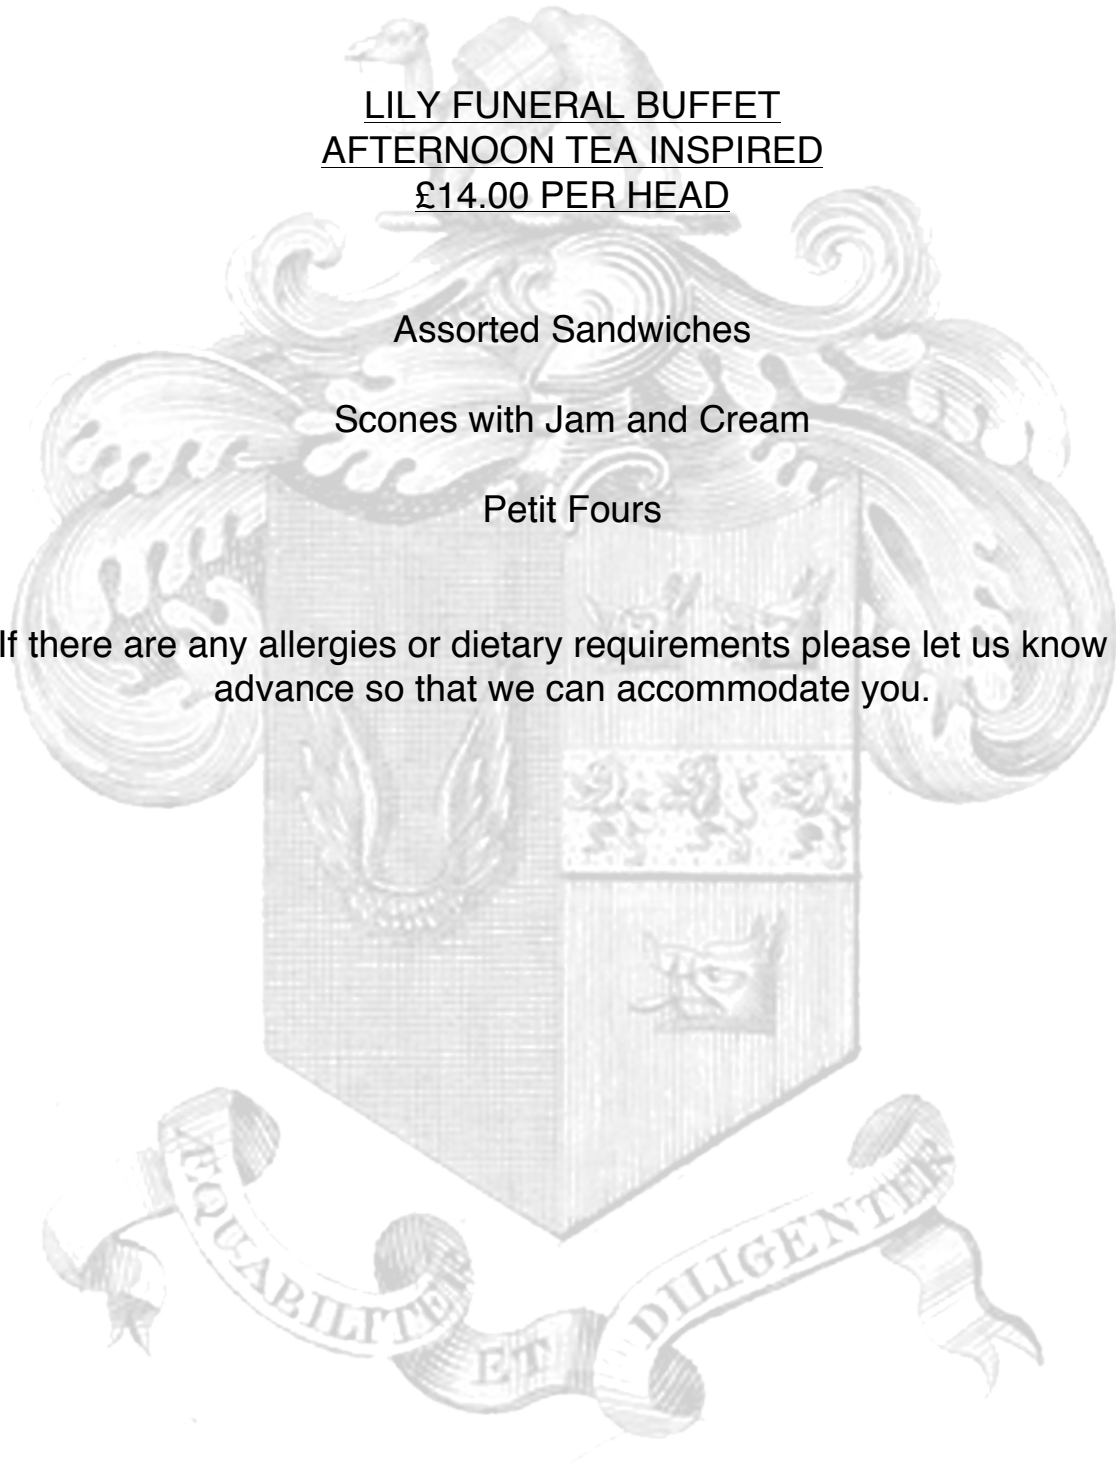 LILY FUNERAL BUFFET
AFTERNOON TEA INSPIRED
£14.00 PER HEAD
Assorted Sandwiches
Scones with Jam and Cream
Petit Fours
If there are any allergies or dietary requirements please let us know
advance so that we can accommodate you.
ÆQUABILITER
ET
DILIGENTER